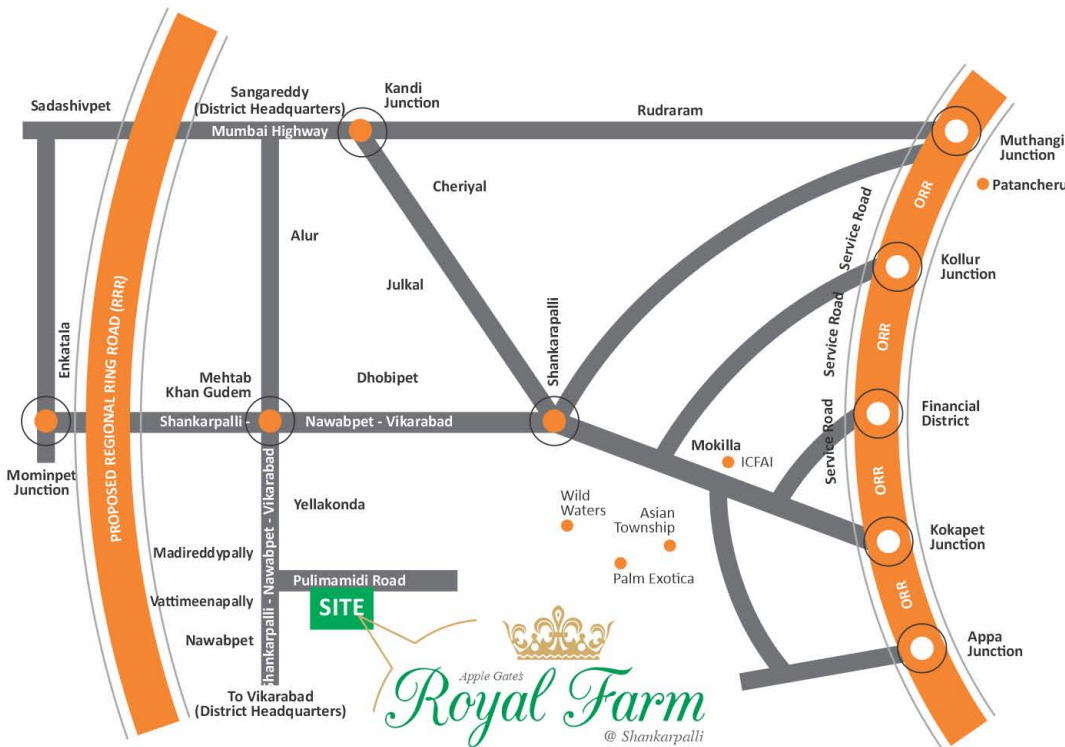 Sadashivpet
Sangareddy
(District Headquarters)
Kandi
Junction
Rudraram
Mumbai Highway
Muthangi
Junction
Patancheru
Cheriyal
Alur
Julkal
Service Road
ORR
Kollur
Junction
Enkatala
PROPOSED REGIONAL RING ROAD (RRR)
Shankarapalli
Service Road
ORR
Mehtab
Khan Gudem
Dhobipet
Financial
District
Shankarpalli -
Nawabpet - Vikarabad
Service Road
Mokilla
ICFAI
Mominpet
Junction
ORR
Yellakonda
Wild
Waters
Asian
Township
Kokapet
Junction
Madireddypally
Shankarpalli - Nawabpet - Vikarabad
Palm Exotica
Pulimamidi Road
ORR
Vattimeenapally
SITE
Nawabpet
Appa
Junction
To Vikarabad
(District Headquarters)
Apple Gate's
Royal Farm
@ Shankarpalli